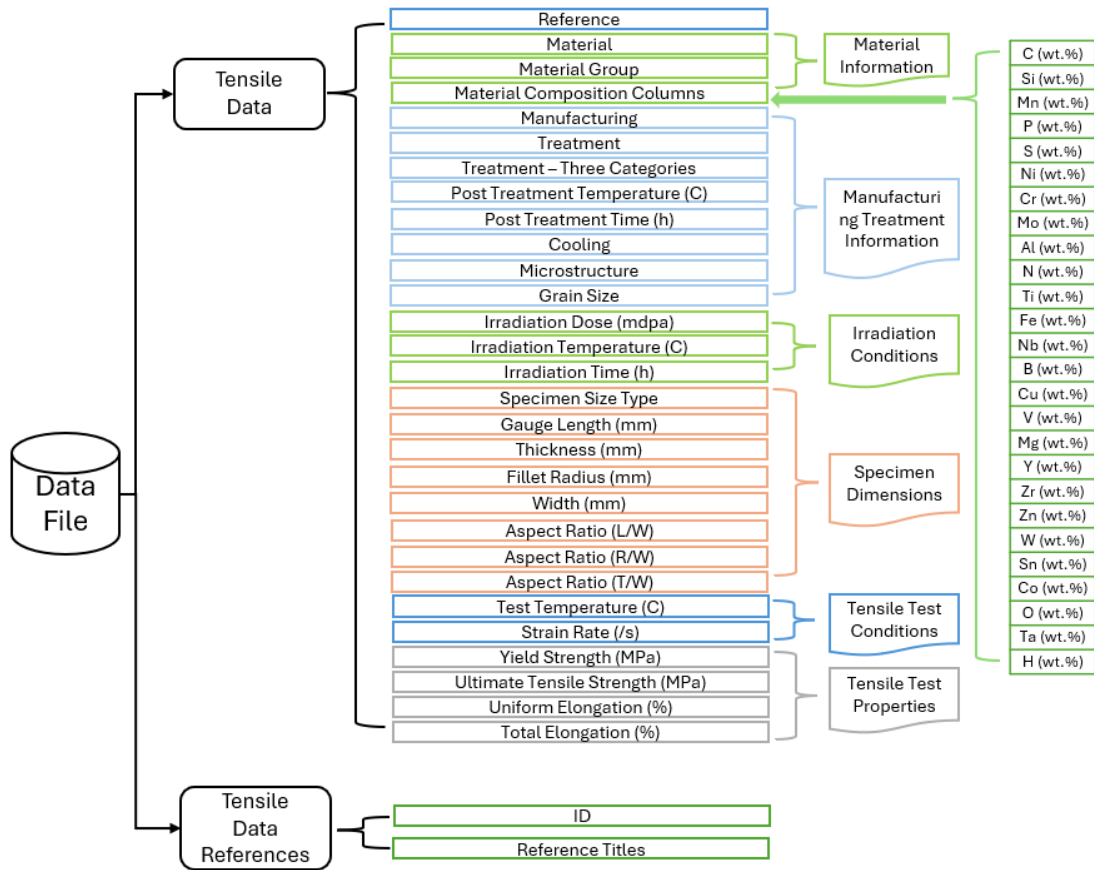 Data
File
Tensile
Data
Reference
Material
Material Group
Material Composition Columns
Manufacturing
Treatment
Treatment – Three Categories
Post Treatment Temperature (C)
Post Treatment Time (h)
Cooling
Microstructure
Grain Size
Irradiation Dose (mdpa)
Irradiation Temperature (C)
Irradiation Time (h)
Specimen Size Type
Gauge Length (mm)
Thickness (mm)
Fillet Radius (mm)
Width (mm)
Aspect Ratio (L/W)
Aspect Ratio (R/W)
Aspect Ratio (T/W)
Test Temperature (C)
Strain Rate (/s)
Yield Strength (MPa)
Ultimate Tensile Strength (MPa)
Uniform Elongation (%)
Total Elongation (%)
Material
Information
Manufacturi
ng Treatment
Information
Irradiation
Conditions
Specimen
Dimensions
Tensile Test
Conditions
Tensile Test
Properties
C (wt.%)
Si (wt.%)
Mn (wt.%)
P (wt.%)
S (wt.%)
Ni (wt.%)
Cr (wt.%)
Mo (wt.%)
Al (wt.%)
N (wt.%)
Ti (wt.%)
Fe (wt.%)
Nb (wt.%)
B (wt.%)
Cu (wt.%)
V (wt.%)
Mg (wt.%)
Y (wt.%)
Zr (wt.%)
Zn (wt.%)
W (wt.%)
Sn (wt.%)
Co (wt.%)
O (wt.%)
Ta (wt.%)
H (wt.%)
Tensile
Data
References
ID
Reference Titles